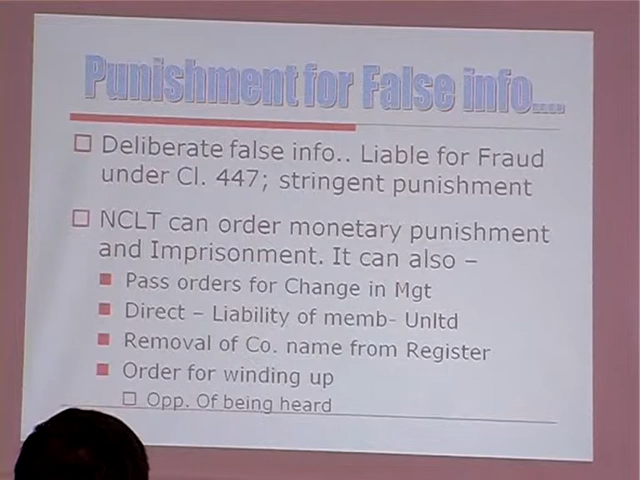 Punishment for False info....
Deliberate false info.. Liable for Fraud
under Cl. 447; stringent punishment
NCLT can order monetary punishment
and Imprisonment. It can also –
Pass orders for Change in Mgt
Direct – Liability of memb- Unltd
Removal of Co. name from Register
Order for winding up
Opp. Of being heard